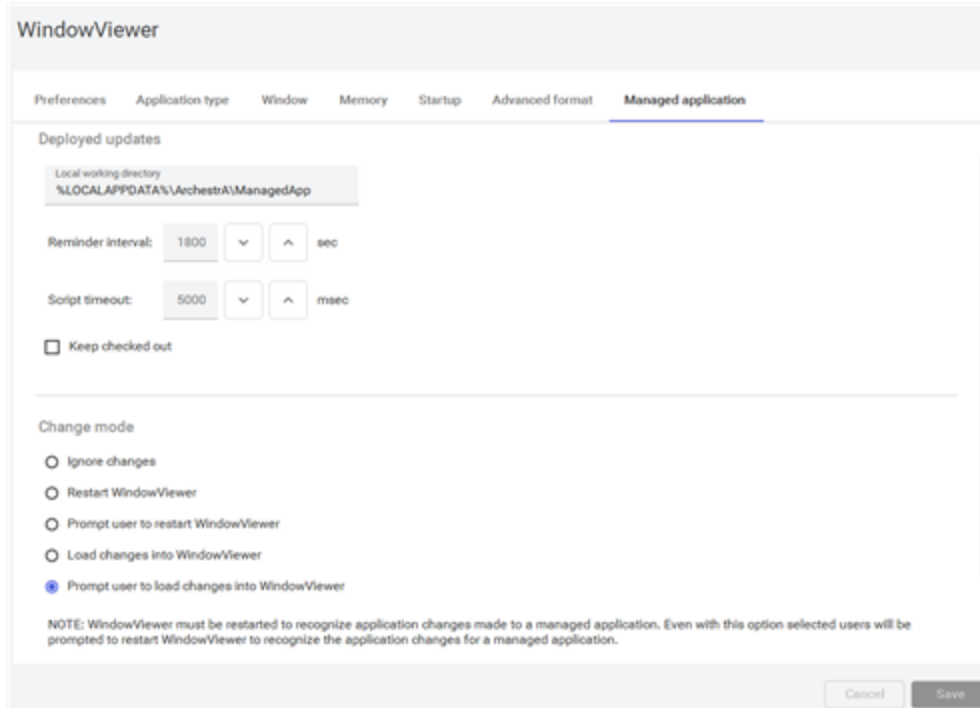 WindowViewer
Preferences Application type Window Memory Startup Advanced format Managed application
Deployed updates
Local working directory
%LOCALAPPDATA%\ArchestrA\ManagedApp
Reminder interval: 1800 sec
Script timeout: 5000 msec
Keep checked out
Change mode
Ignore changes
Restart WindowViewer
Prompt user to restart WindowViewer
Load changes into WindowViewer
Prompt user to load changes into WindowViewer
NOTE: WindowViewer must be restarted to recognize application changes made to a managed application. Even with this option selected users will be
prompted to restart WindowViewer to recognize the application changes for a managed application.
Cancel Save